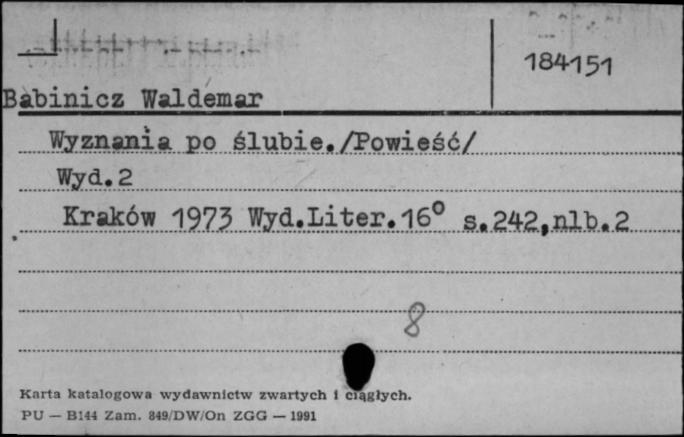 184151
Babinicz Waldemar
Wyznania po ślubie./Powieść/
Wyd.2
Kraków 1973 Wyd.Liter.16° s.242,nlb.2
8
Karta katalogowa wydawnictw zwartych i ciągłych.
PU — B144 Zam. 849/DW/On ZGG — 1991